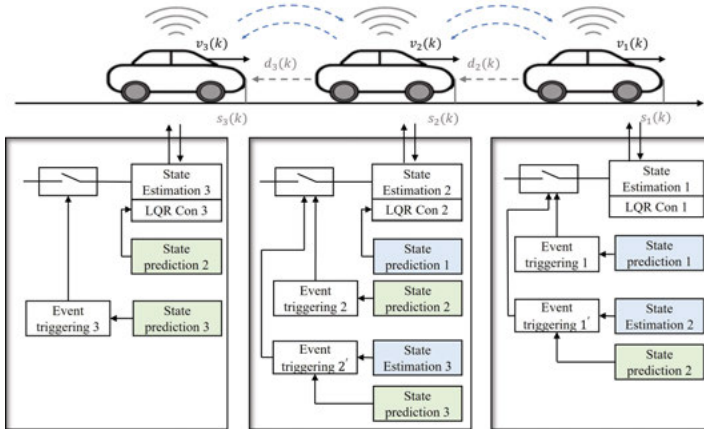 v₃(k)
v₂(k)
v₁(k)
d₃(k)
d₂(k)
s₃(k)
s₂(k)
s₁(k)
State
Estimation 3
LQR Con 3
State
prediction 2
Event
triggering 3
State
prediction 3
State
Estimation 2
LQR Con 2
State
prediction 1
Event
triggering 2
State
prediction 2
Event
triggering 2'
State
Estimation 3
State
prediction 3
State
Estimation 1
LQR Con 1
Event
triggering 1
State
prediction 1
Event
triggering 1'
State
Estimation 2
State
prediction 2